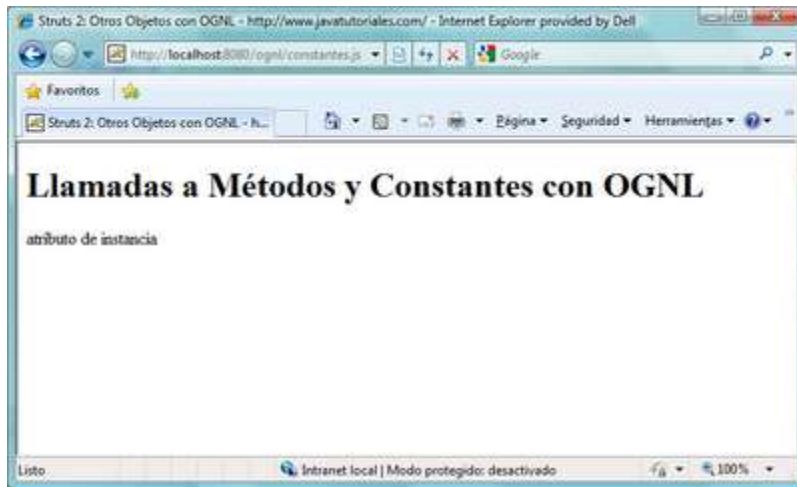 Struts 2: Otros Objetos con OGNL - http://www.javatutoriales.com/ - Internet Explorer provided by Dell
http://localhost:8080/ognl/constantes.js
Google
Favoritos
Struts 2: Otros Objetos con OGNL - h...
Página
Seguridad
Herramientas
Llamadas a Métodos y Constantes con OGNL
atributo de instancia
Listo
Intranet local | Modo protegido: desactivado
100%